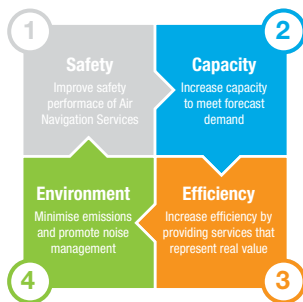 1
Safety
Improve safety
performace of Air
Navigation Services
2
Capacity
Increase capacity
to meet forecast
demand
Environment
Minimise emissions
and promote noise
management
4
Efficiency
Increase efficiency by
providing services that
represent real value
3